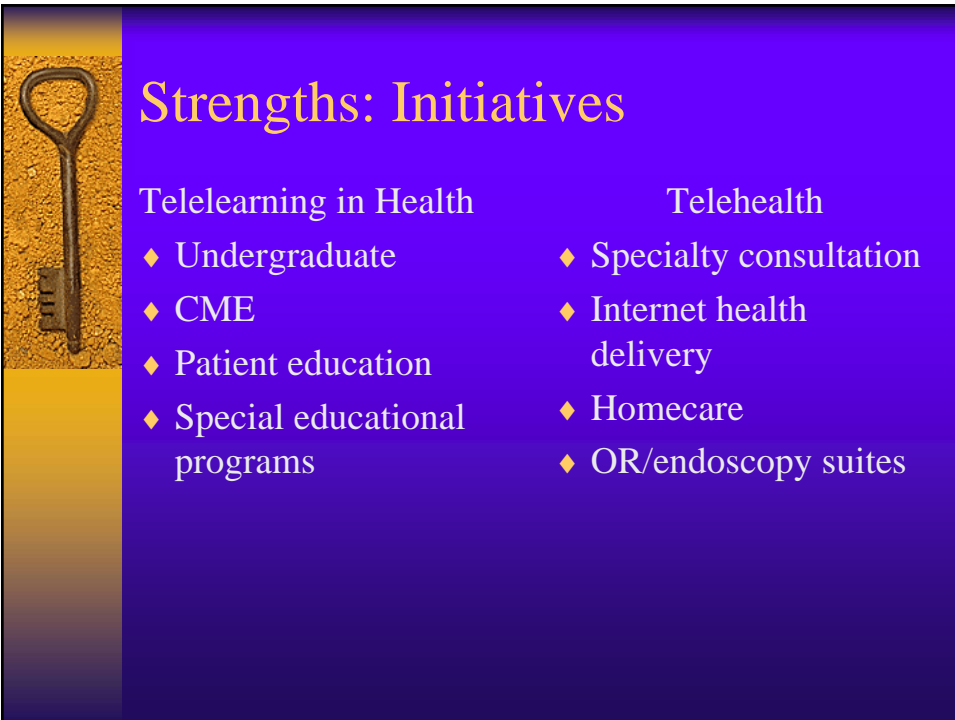 Strengths: Initiatives
Telelearning in Health
♦ Undergraduate
♦ CME
♦ Patient education
♦ Special educational
programs
Telehealth
♦ Specialty consultation
♦ Internet health
delivery
♦ Homecare
♦ OR/endoscopy suites